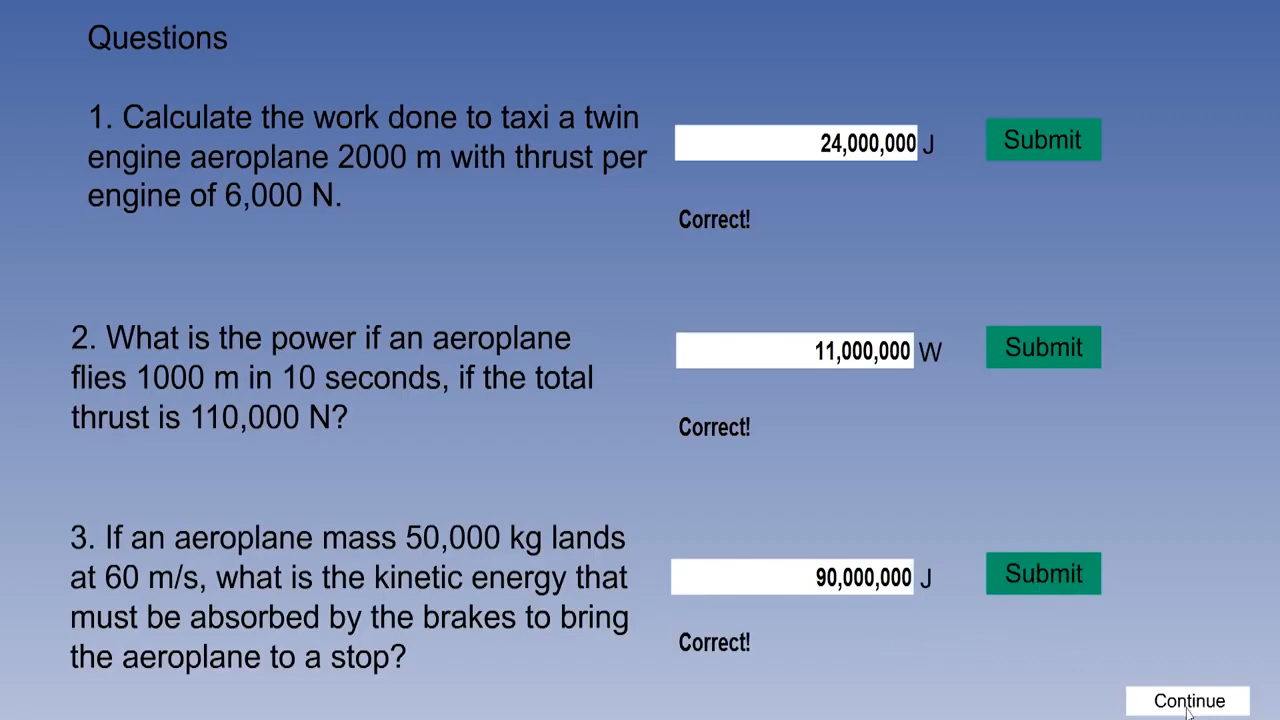 Questions
1. Calculate the work done to taxi a twin
engine aeroplane 2000 m with thrust per
engine of 6,000 N.
24,000,000 J
Submit
Correct!
2. What is the power if an aeroplane
flies 1000 m in 10 seconds, if the total
thrust is 110,000 N?
11,000,000 W
Submit
Correct!
3. If an aeroplane mass 50,000 kg lands
at 60 m/s, what is the kinetic energy that
must be absorbed by the brakes to bring
the aeroplane to a stop?
90,000,000 J
Submit
Correct!
Continue